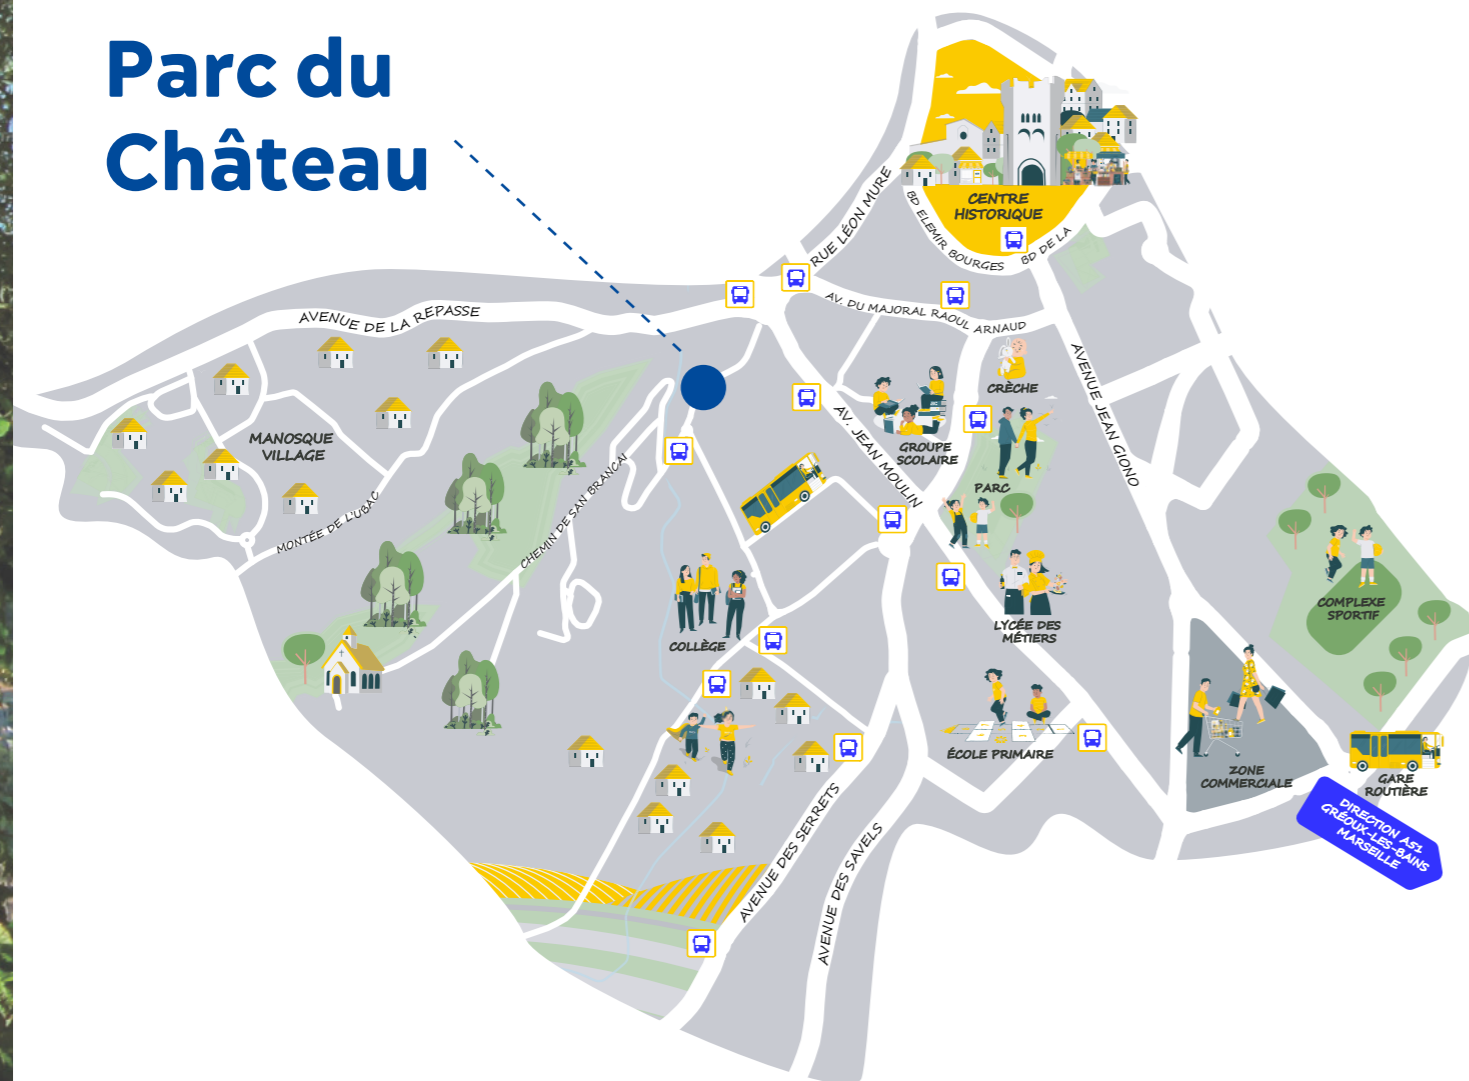 Parc du
Château
RUE LÉON MURE
CENTRE
HISTORIQUE
BD ELEMIR BOURGES
BD DE LA
AV. DU MAJORAL RAOUL ARNAUD
AVENUE DE LA REPASSE
CRÈCHE
AVENUE JEAN GIONO
MANOSQUE
VILLAGE
AV. JEAN MOULIN
GROUPE
SCOLAIRE
PARC
MONTÉE DE L'UBAC
CHEMIN DE SAN BRANCAI
COMPLEXE
SPORTIF
LYCÉE DES
MÉTIERS
COLLÈGE
ÉCOLE PRIMAIRE
ZONE
COMMERCIALE
GARE
ROUTIÈRE
DIRECTION A51
GRÉOUX-LES-BAINS
MARSEILLE
AVENUE DES SERRETS
AVENUE DES SAVELS